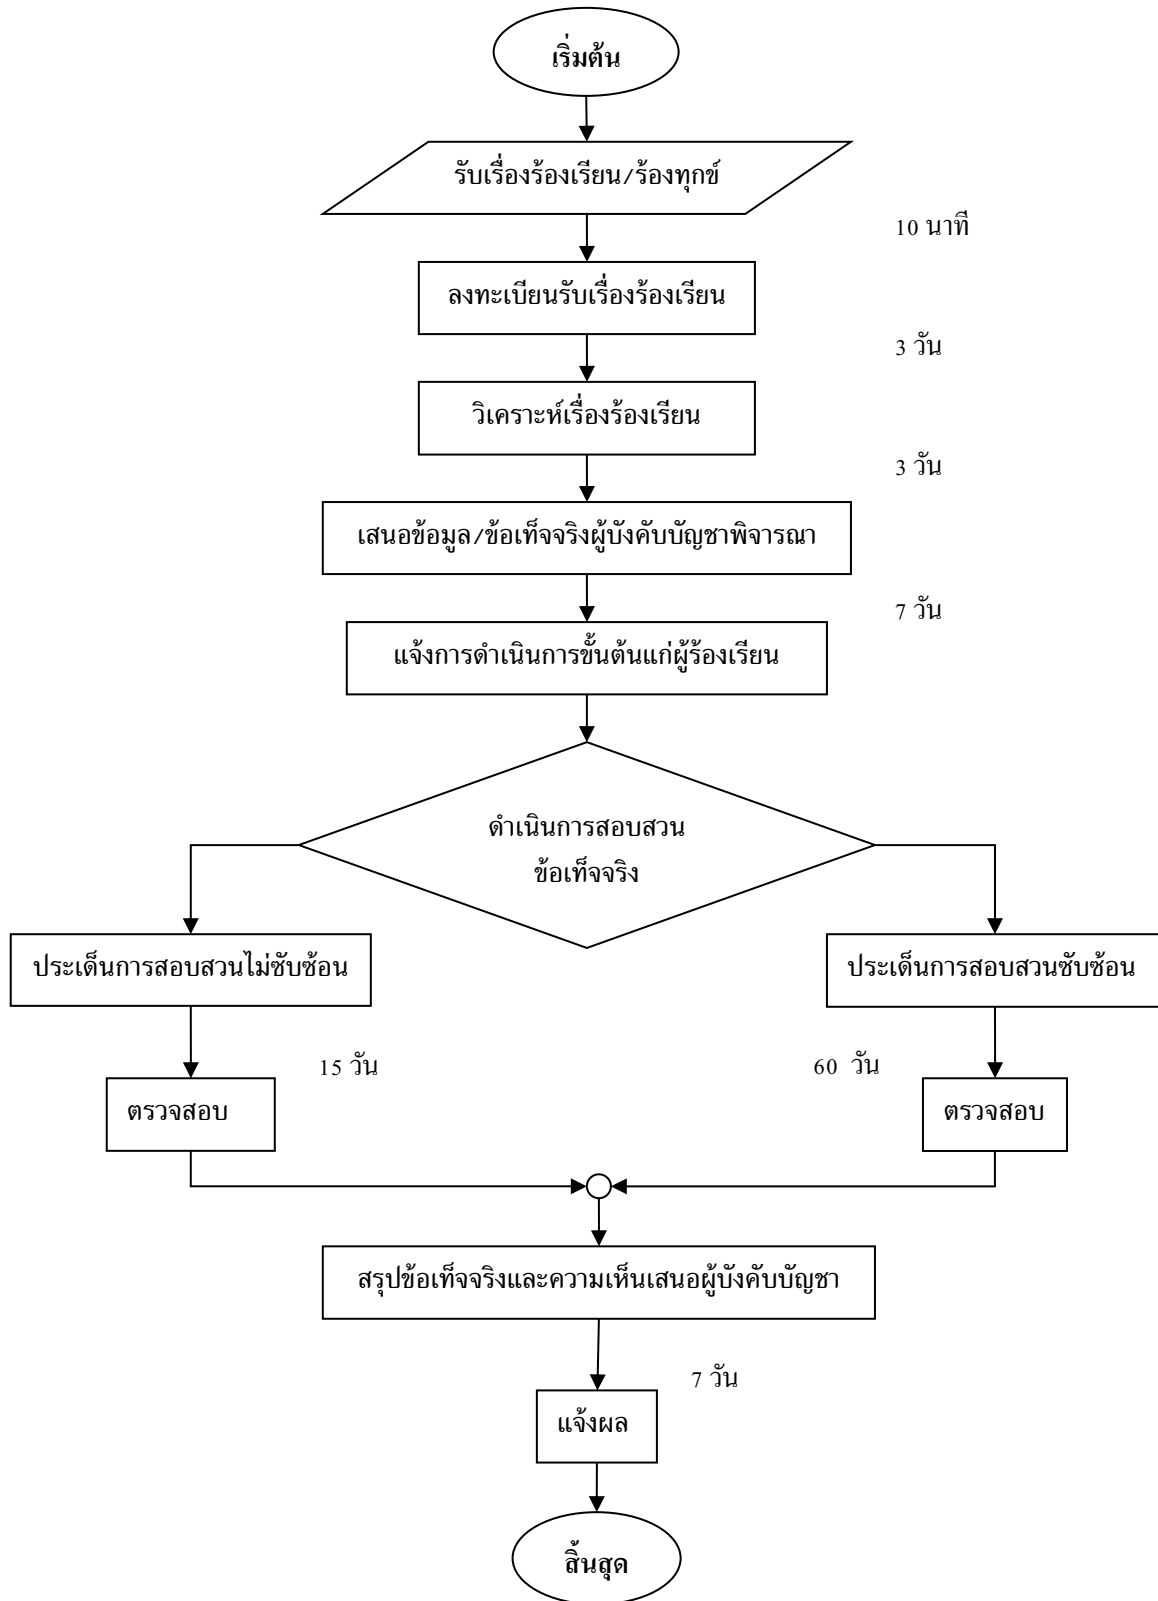 เริ่มต้น
รับเรื่องร้องเรียน/ร้องทุกข์
10 นาที
ลงทะเบียนรับเรื่องร้องเรียน
3 วัน
วิเคราะห์เรื่องร้องเรียน
3 วัน
เสนอข้อมูล/ข้อเท็จจริงผู้บังคับบัญชาพิจารณา
7 วัน
แจ้งการดำเนินการขั้นต้นแก่ผู้ร้องเรียน
ดำเนินการสอบสวน
ข้อเท็จจริง
ประเด็นการสอบสวนไม่ซับซ้อน
ประเด็นการสอบสวนซับซ้อน
15 วัน
60 วัน
ตรวจสอบ
ตรวจสอบ
สรุปข้อเท็จจริงและความเห็นเสนอผู้บังคับบัญชา
7 วัน
แจ้งผล
สิ้นสุด